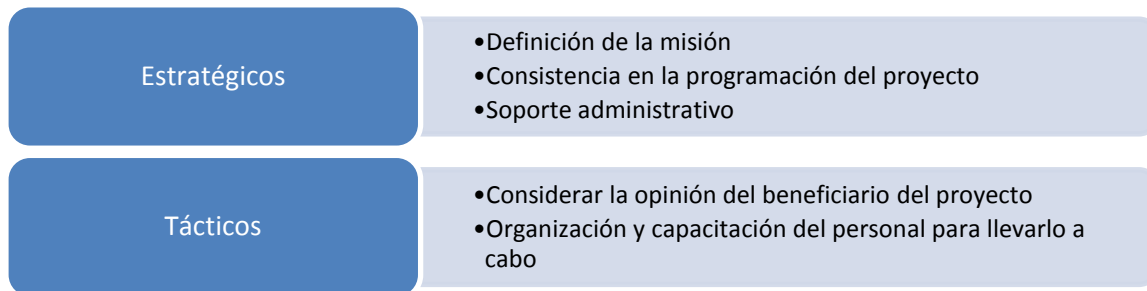 Estratégicos
•Definición de la misión
•Consistencia en la programación del proyecto
•Soporte administrativo
Tácticos
•Considerar la opinión del beneficiario del proyecto
•Organización y capacitación del personal para llevarlo a
cabo